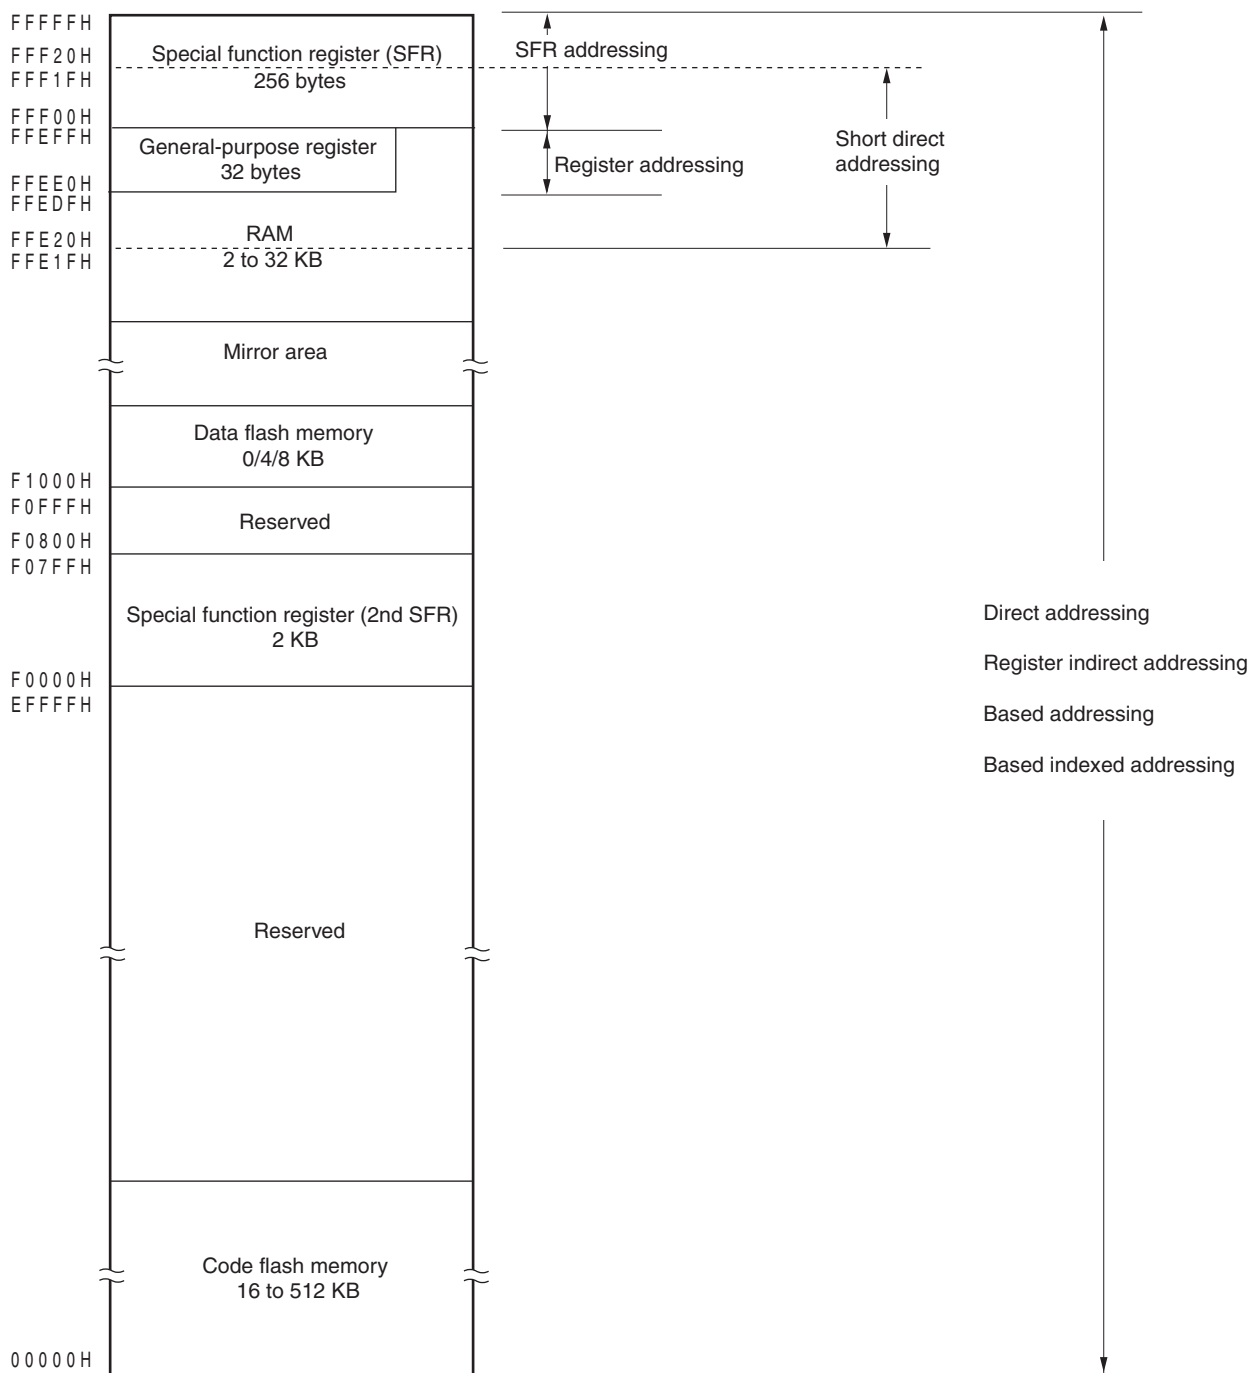 FFFFFH
FFF20H
FFF1FH
Special function register (SFR)
256 bytes
SFR addressing
FFF00H
FFEFFH
General-purpose register
32 bytes
Register addressing
Short direct
addressing
FFEE0H
FFEDFH
RAM
2 to 32 KB
FFE20H
FFE1FH
Mirror area
Data flash memory
0/4/8 KB
F1000H
F0FFFH
Reserved
F0800H
F07FFH
Special function register (2nd SFR)
2 KB
Direct addressing
Register indirect addressing
Based addressing
Based indexed addressing
F0000H
EFFFFH
Reserved
Code flash memory
16 to 512 KB
00000H